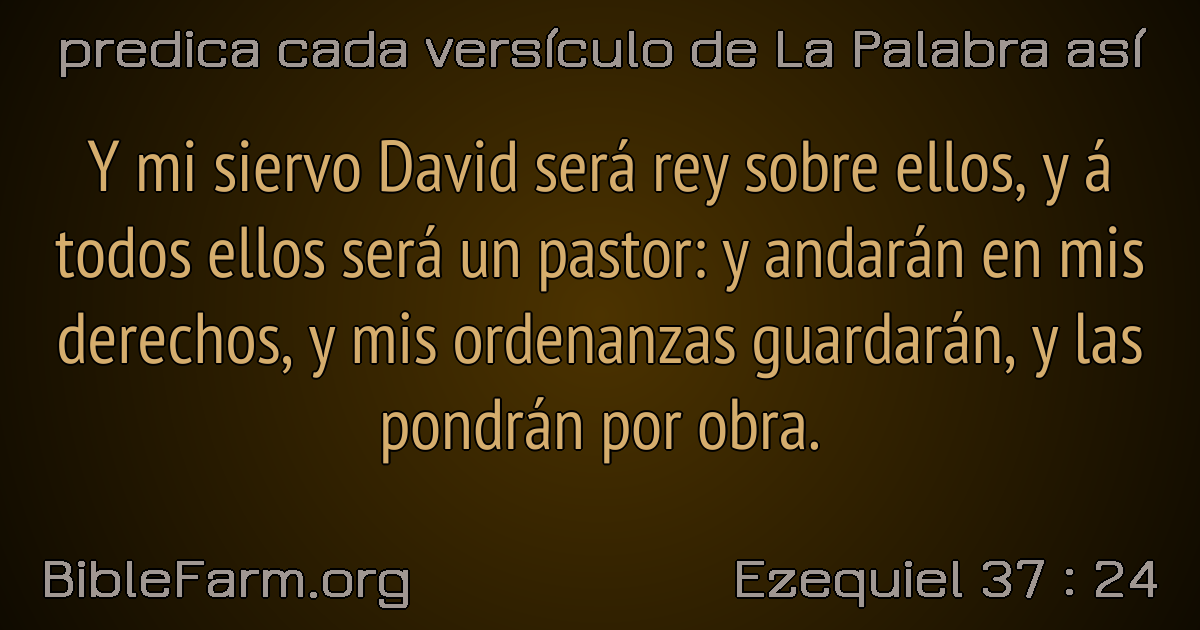 predica cada versículo de La Palabra así
Y mi siervo David será rey sobre ellos, y á
todos ellos será un pastor: y andarán en mis
derechos, y mis ordenanzas guardarán, y las
pondrán por obra.
BibleFarm.org
Ezequiel 37 : 24